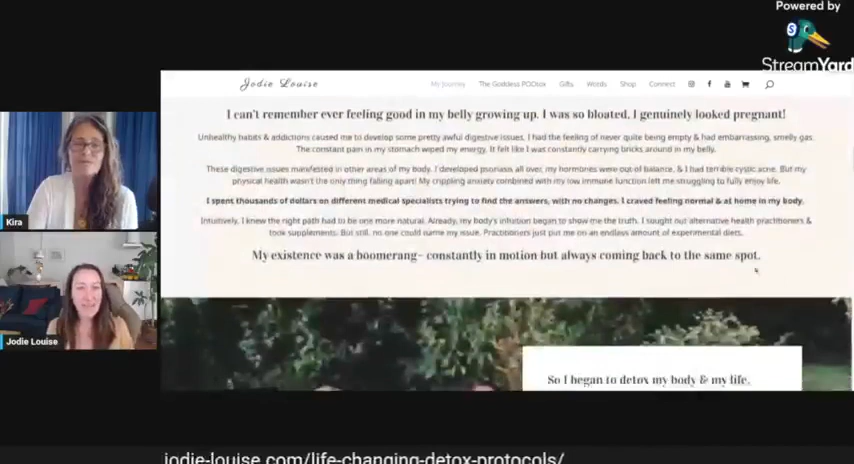 Powered by
StreamYard
Jodie Louise
My Journey The Goddess PODtox Gifts Words Shop Connect
I can't remember ever feeling good in my belly growing up. I was so bloated, I genuinely looked pregnant!
Unhealthy habits & addictions caused me to develop some pretty awful digestive issues. I had the feeling of never quite being empty & had embarrassing, smelly gas.
The constant pain in my stomach wiped my energy. It felt like I was constantly carrying bricks around in my belly.
These digestive issues manifested in other areas of my body. I developed psoriasis all over, my hormones were out of balance, & I had terrible cystic acne. But my
physical health wasn't the only thing falling apart! My crippling anxiety combined with my low immune function left me struggling to fully enjoy life.
I spent thousands of dollars on different medical specialists trying to find the answers, with no changes. I craved feeling normal & at home in my body.
Intuitively, I knew the right path had to be one more natural. Already, my body's intuition began to show me the truth. I sought out alternative health practitioners &
took supplements. But still, no one could name my issue. Practitioners just put me on an endless amount of experimental diets.
My existence was a boomerang– constantly in motion but always coming back to the same spot.
So I began to detox my body & my life.
Kira
Jodie Louise
jodie-louise.com/life-changing-detox-protocols/